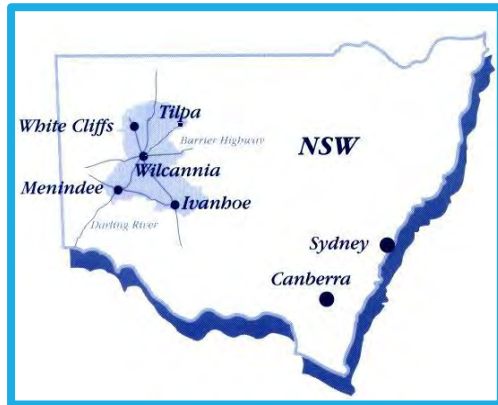 Tilpa
White Cliffs
Barrier Highway
NSW
Wilcannia
Menindee
Ivanhoe
Darling River
Sydney
Canberra